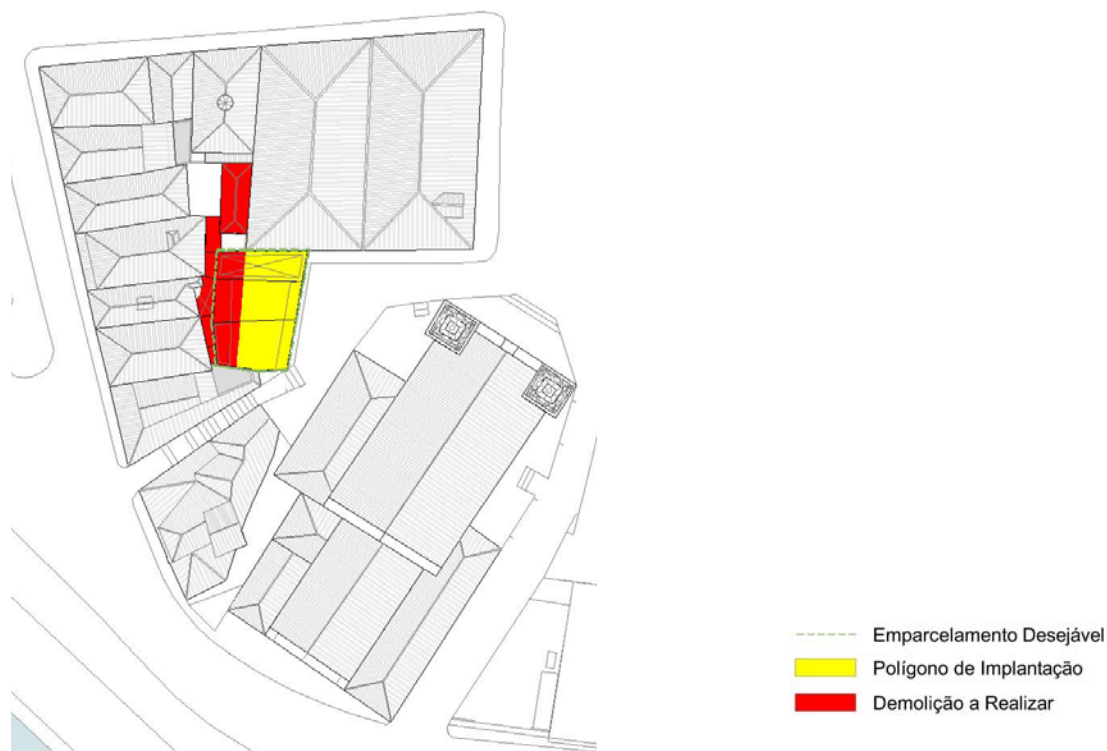 Emparcelamento Desejável
Polígono de Implantação
Demolição a Realizar